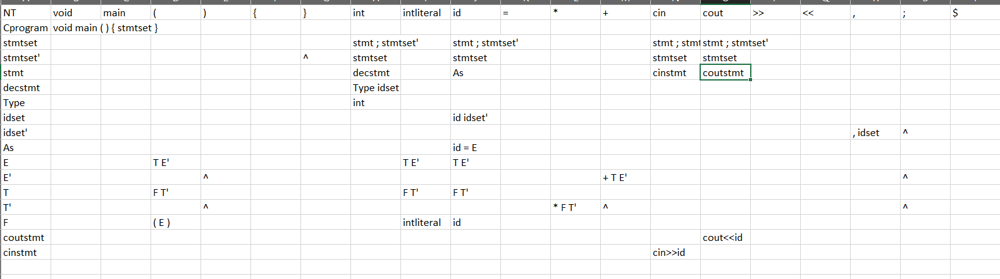 NT void main ( ) { } int intliteral id = * + cin cout >> << , ; $
Cprogram void main ( ) { stmtset }
stmtset stmt ; stmtset' stmt ; stmtset' stmt ; stmt stmt ; stmtset'
stmtset' ^ stmtset stmtset stmtset stmtset
stmt decstmt As cinstmt coutstmt
decstmt Type idset
Type int
idset id idset'
idset' , idset ^
As id = E
E T E' T E' T E'
E' ^ + T E' ^
T F T' F T' F T'
T' ^ * F T' ^ ^
F ( E ) intliteral id
coutstmt cout<<id
cinstmt cin>>id